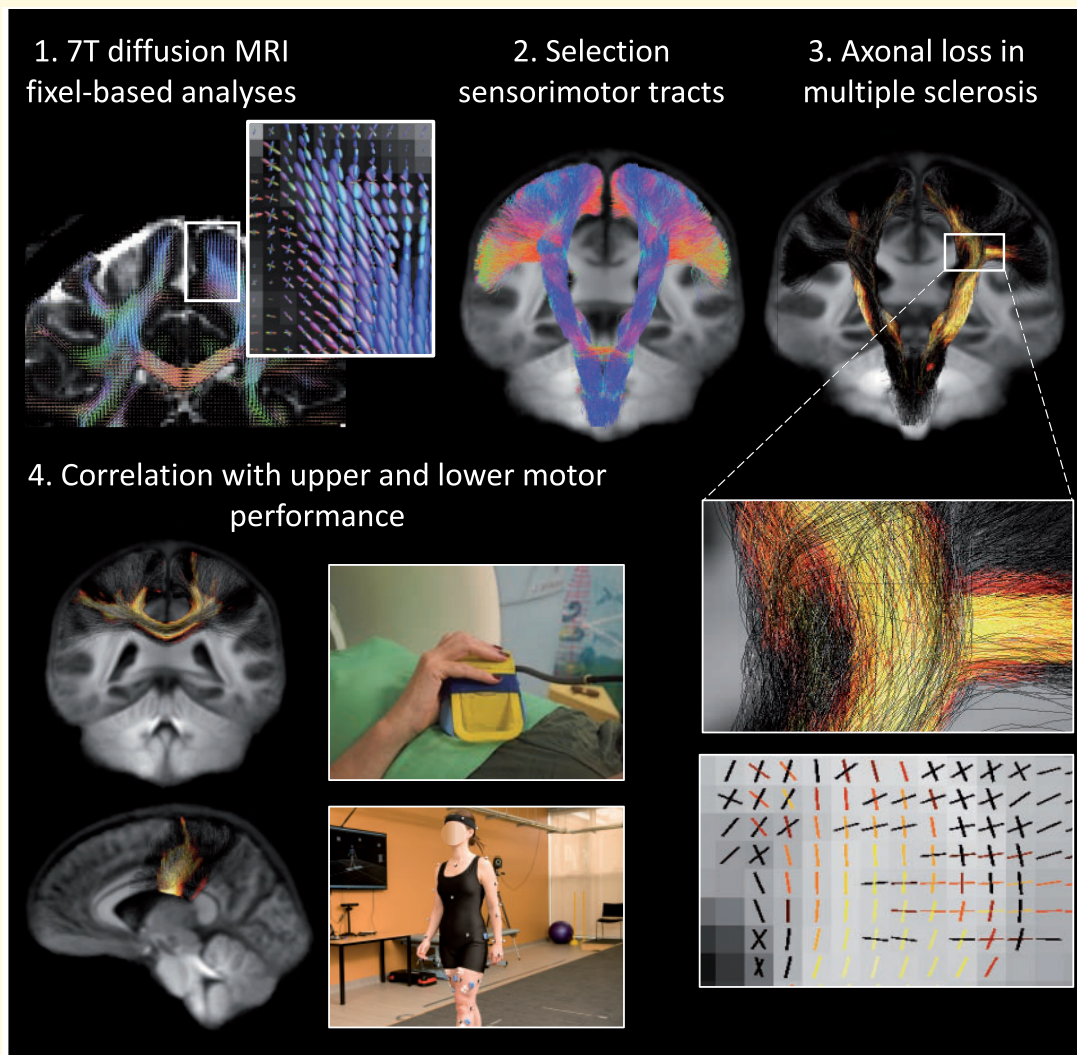 1. 7T diffusion MRI
fixel-based analyses
2. Selection
sensorimotor tracts
3. Axonal loss in
multiple sclerosis
4. Correlation with upper and lower motor
performance